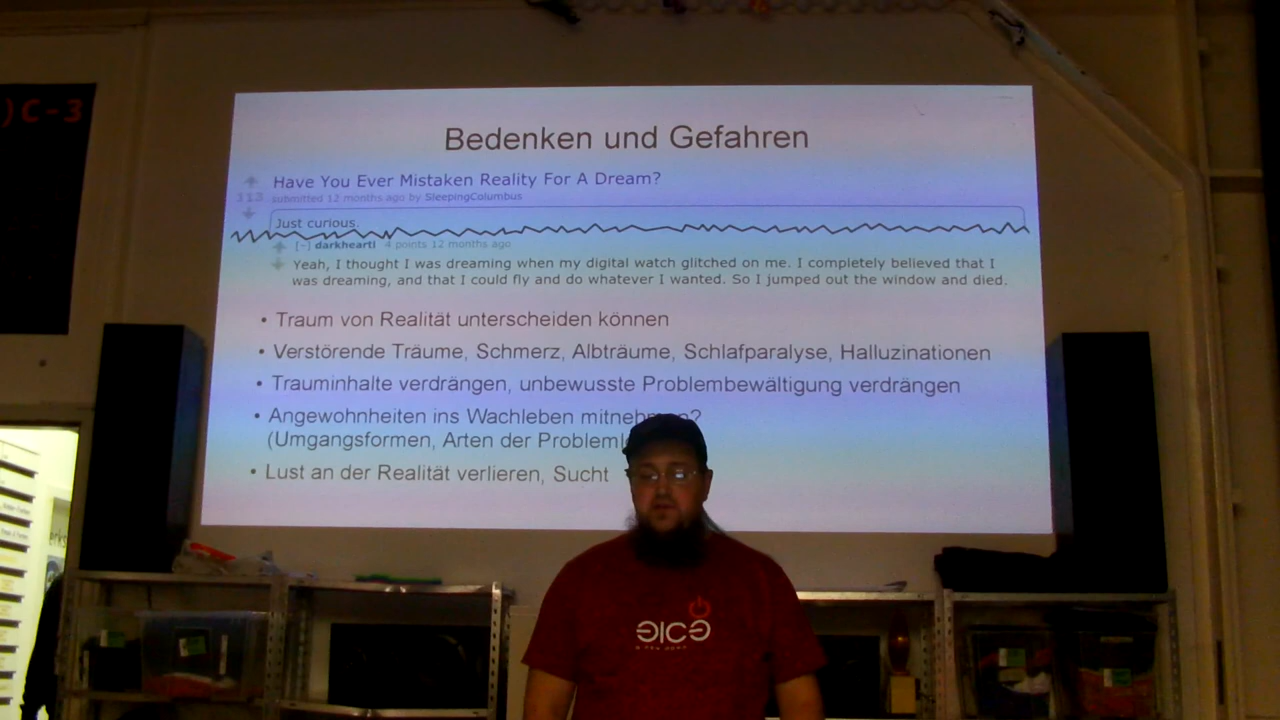 )C-3
Bedenken und Gefahren
Have You Ever Mistaken Reality For A Dream?
113
submitted 12 months ago by SleepingColumbus
Just curious.
[-] darkhearti 4 points 12 months ago
Yeah, I thought I was dreaming when my digital watch glitched on me. I completely believed that I
was dreaming, and that I could fly and do whatever I wanted. So I jumped out the window and died.
• Traum von Realität unterscheiden können
• Verstörende Träume, Schmerz, Albträume, Schlafparalyse, Halluzinationen
• Trauminhalte verdrängen, unbewusste Problembewältigung verdrängen
• Angewohnheiten ins Wachleben mitnehmen?
(Umgangsformen, Arten der Probleml
• Lust an der Realität verlieren, Sucht